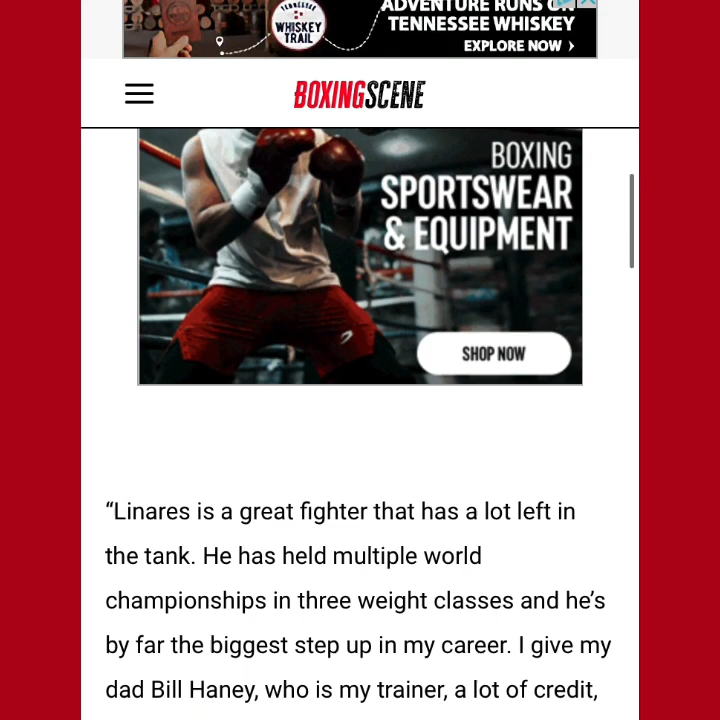 ADVENTURE RUNS ON
TENNESSEE WHISKEY
EXPLORE NOW ⟩
TENNESSEE
WHISKEY
TRAIL
BOXINGSCENE
BOXING
SPORTSWEAR
& EQUIPMENT
SHOP NOW
“Linares is a great fighter that has a lot left in
the tank. He has held multiple world
championships in three weight classes and he’s
by far the biggest step up in my career. I give my
dad Bill Haney, who is my trainer, a lot of credit,